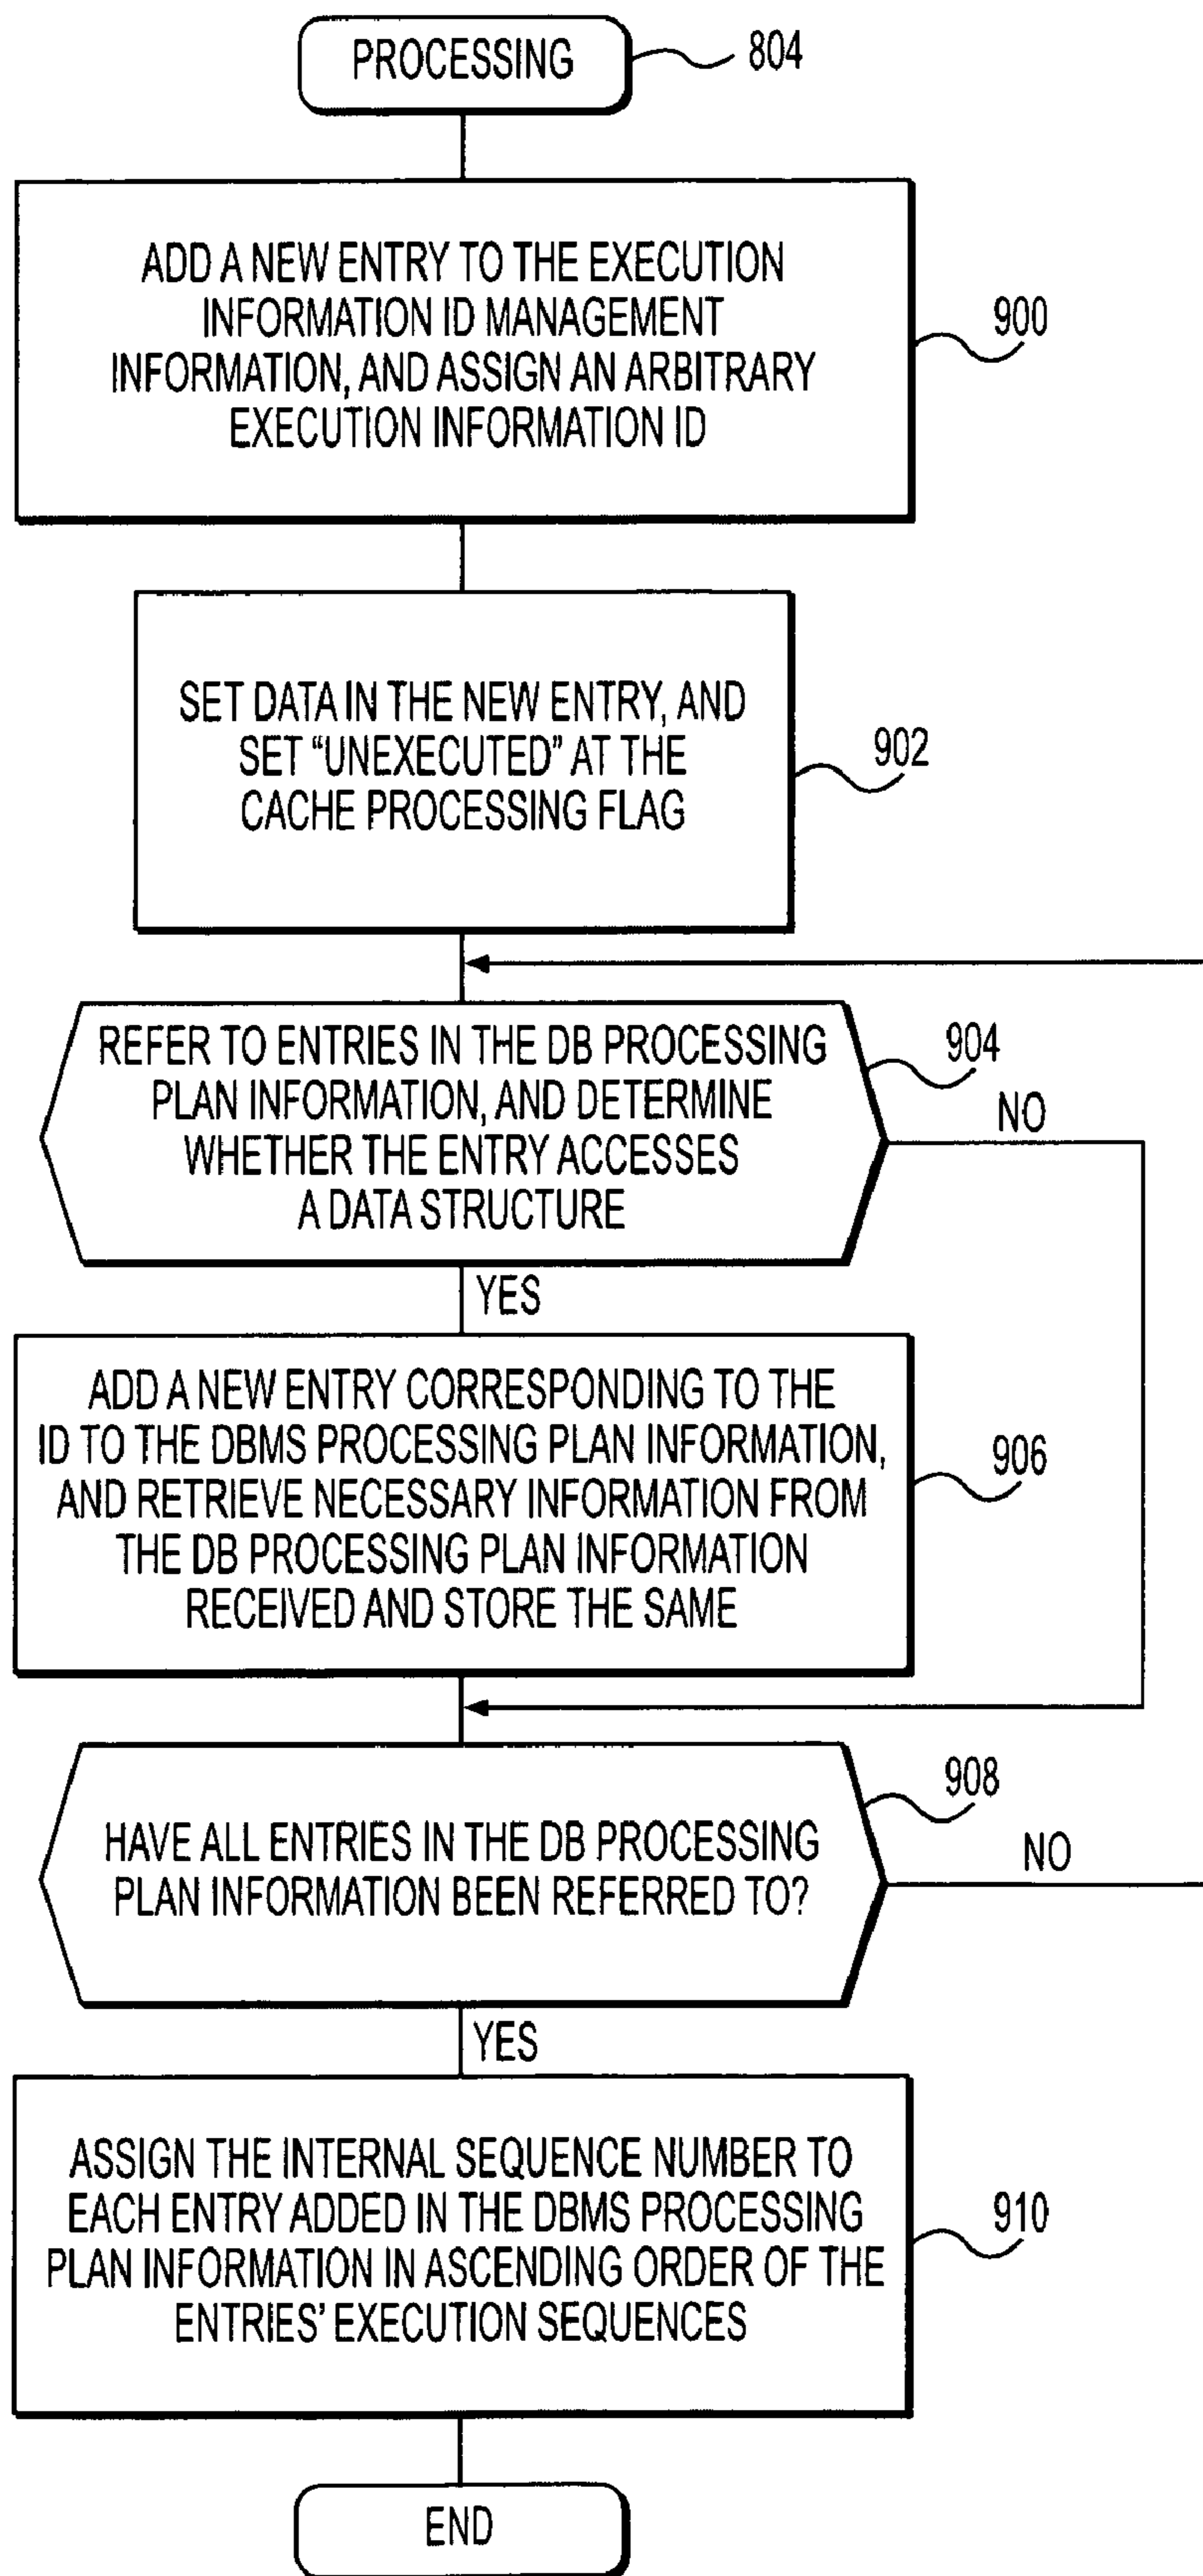 PROCESSING
804
ADD A NEW ENTRY TO THE EXECUTION
INFORMATION ID MANAGEMENT
INFORMATION, AND ASSIGN AN ARBITRARY
EXECUTION INFORMATION ID
900
SET DATA IN THE NEW ENTRY, AND
SET “UNEXECUTED” AT THE
CACHE PROCESSING FLAG
902
REFER TO ENTRIES IN THE DB PROCESSING
PLAN INFORMATION, AND DETERMINE
WHETHER THE ENTRY ACCESSES
A DATA STRUCTURE
904
NO
YES
ADD A NEW ENTRY CORRESPONDING TO THE
ID TO THE DBMS PROCESSING PLAN INFORMATION,
AND RETRIEVE NECESSARY INFORMATION FROM
THE DB PROCESSING PLAN INFORMATION
RECEIVED AND STORE THE SAME
906
HAVE ALL ENTRIES IN THE DB PROCESSING
PLAN INFORMATION BEEN REFERRED TO?
908
NO
YES
ASSIGN THE INTERNAL SEQUENCE NUMBER TO
EACH ENTRY ADDED IN THE DBMS PROCESSING
PLAN INFORMATION IN ASCENDING ORDER OF THE
ENTRIES’ EXECUTION SEQUENCES
910
END